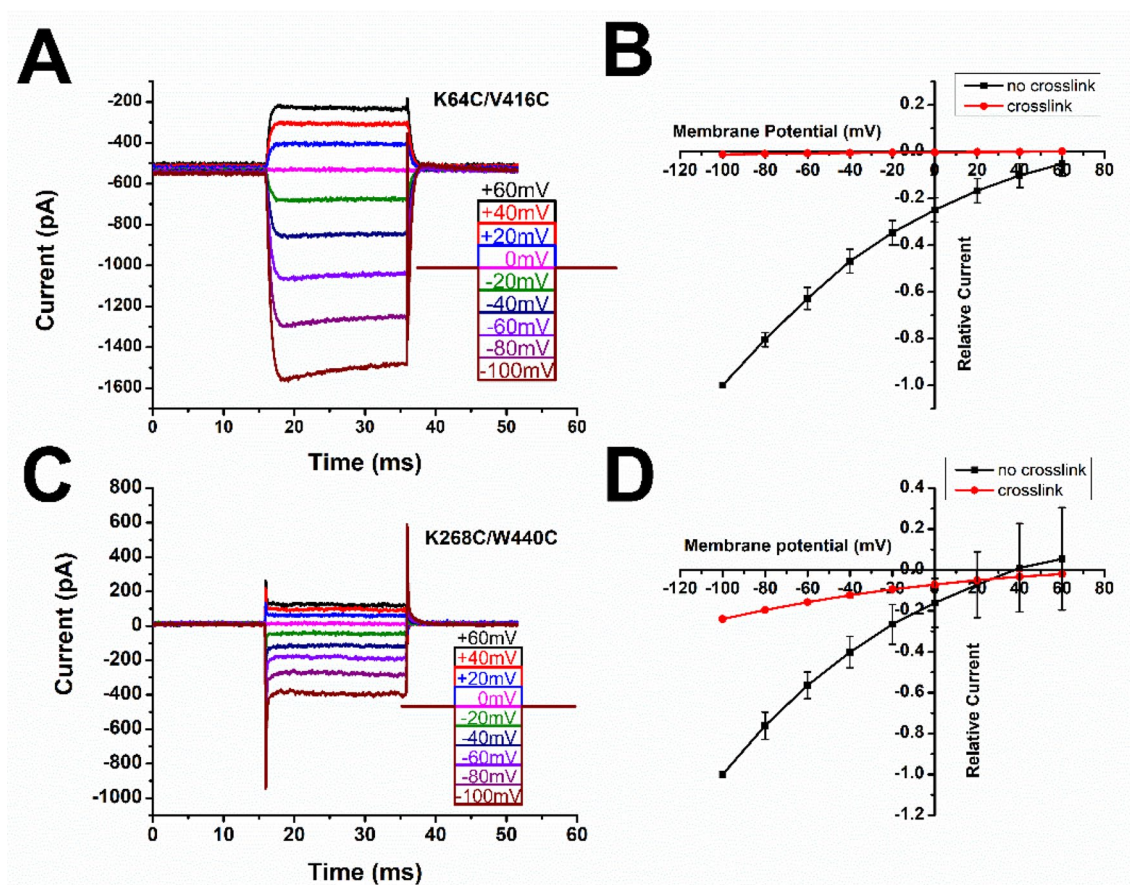 A
K64C/V416C
-200
-400
-600
-800
-1000
-1200
-1400
-1600
Current (pA)
0 10 20 30 40 50 60
Time (ms)
+60mV
+40mV
+20mV
0mV
-20mV
-40mV
-60mV
-80mV
-100mV
B
no crosslink
crosslink
Membrane Potential (mV)
0.2
0.0
-0.2
-0.4
-0.6
-0.8
-1.0
-120 -100 -80 -60 -40 -20 0 20 40 60 80
Relative Current
C
K268C/W440C
800
600
400
200
0
-200
-400
-600
-800
-1000
Current (pA)
0 10 20 30 40 50 60
Time (ms)
+60mV
+40mV
+20mV
0mV
-20mV
-40mV
-60mV
-80mV
-100mV
D
no crosslink
crosslink
Membrane potential (mV)
0.4
0.2
0.0
-0.2
-0.4
-0.6
-0.8
-1.0
-1.2
-120 -100 -80 -60 -40 -20 0 20 40 60 80
Relative Current